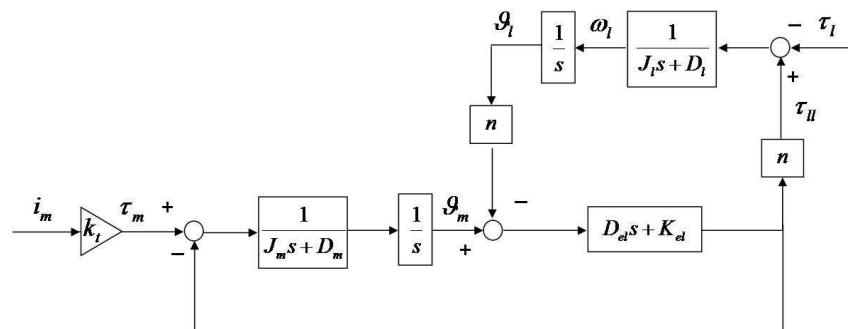 ϑ_l
1/s
ω_l
1/(J_l s + D_l)
−
τ_l
+
τ_ll
n
n
i_m
k_t
τ_m
+
−
1/(J_m s + D_m)
1/s
ϑ_m
+
−
D_el s + K_el